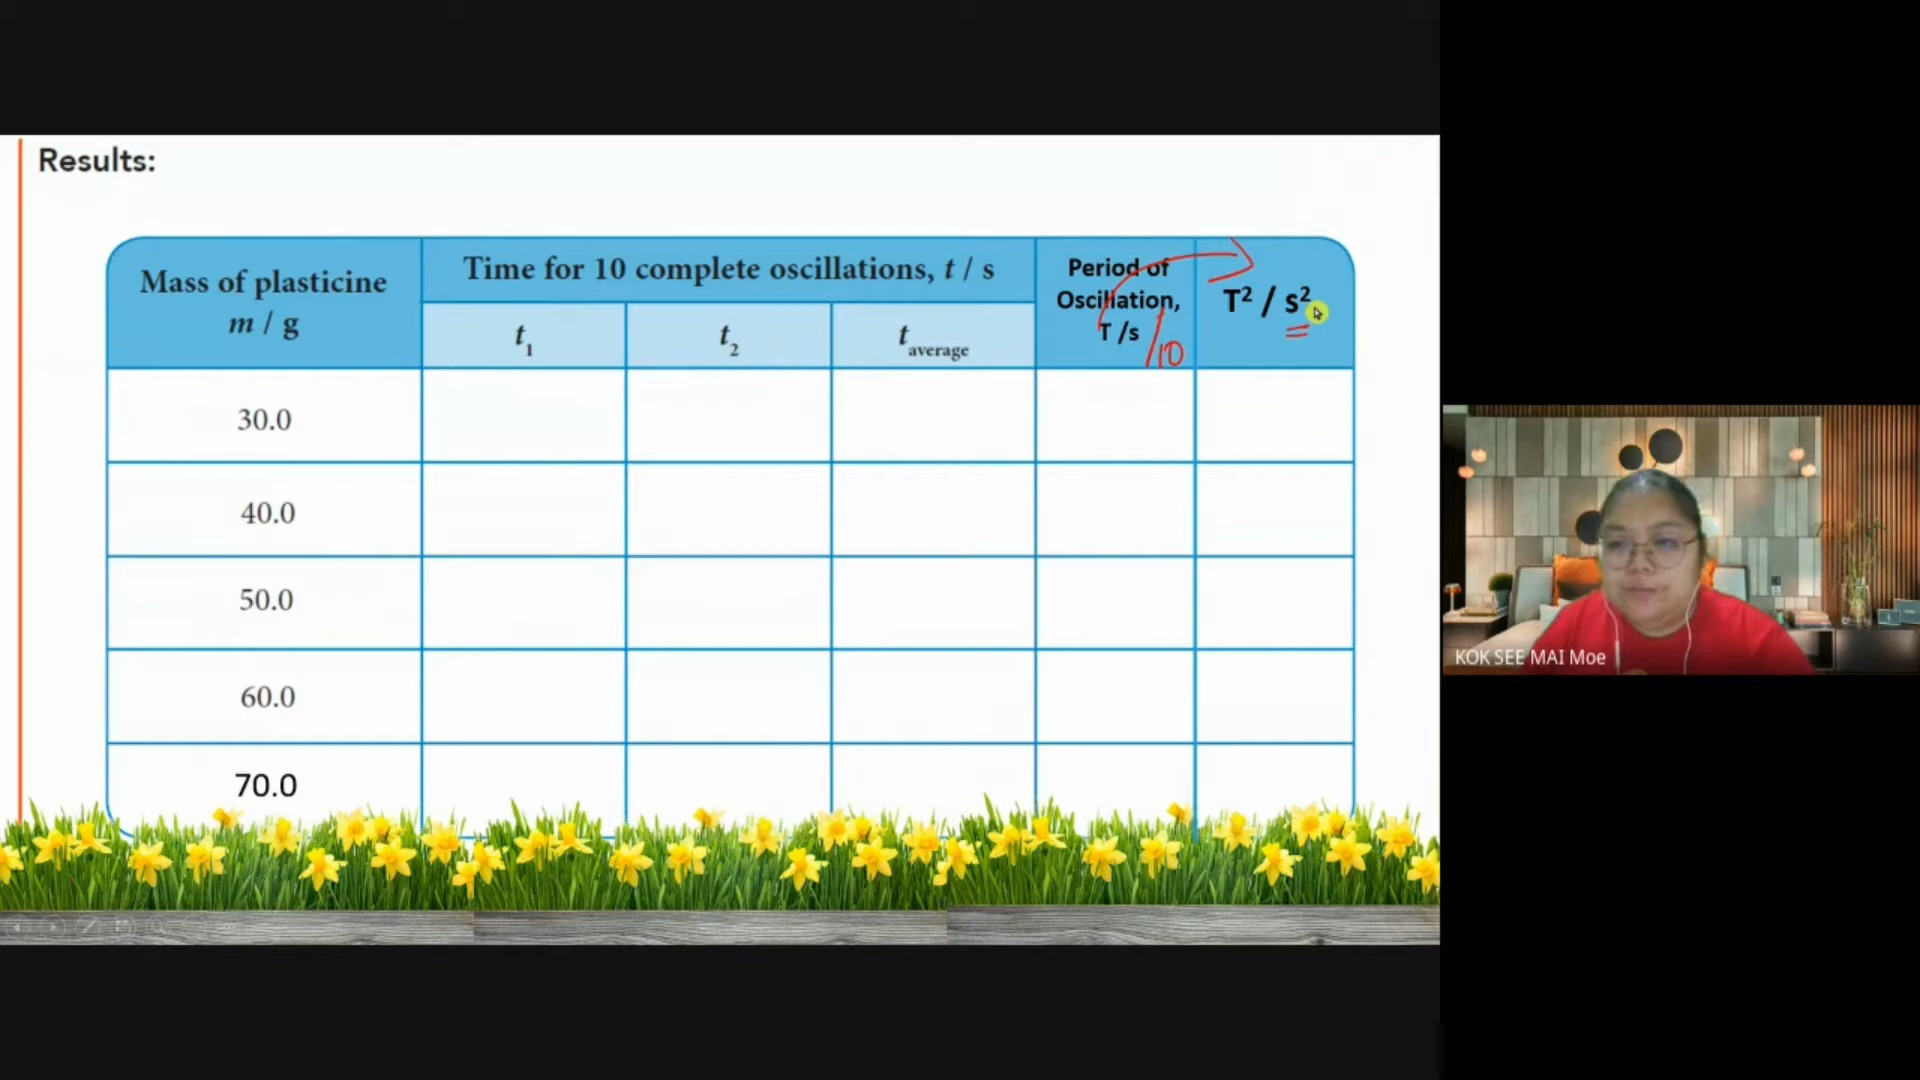 Results:
Mass of plasticine
m / g
Time for 10 complete oscillations, t / s
t1
t2
taverage
Period of
Oscillation,
T /s
/10
T² / s²
30.0
40.0
50.0
60.0
70.0
KOK SEE MAI Moe